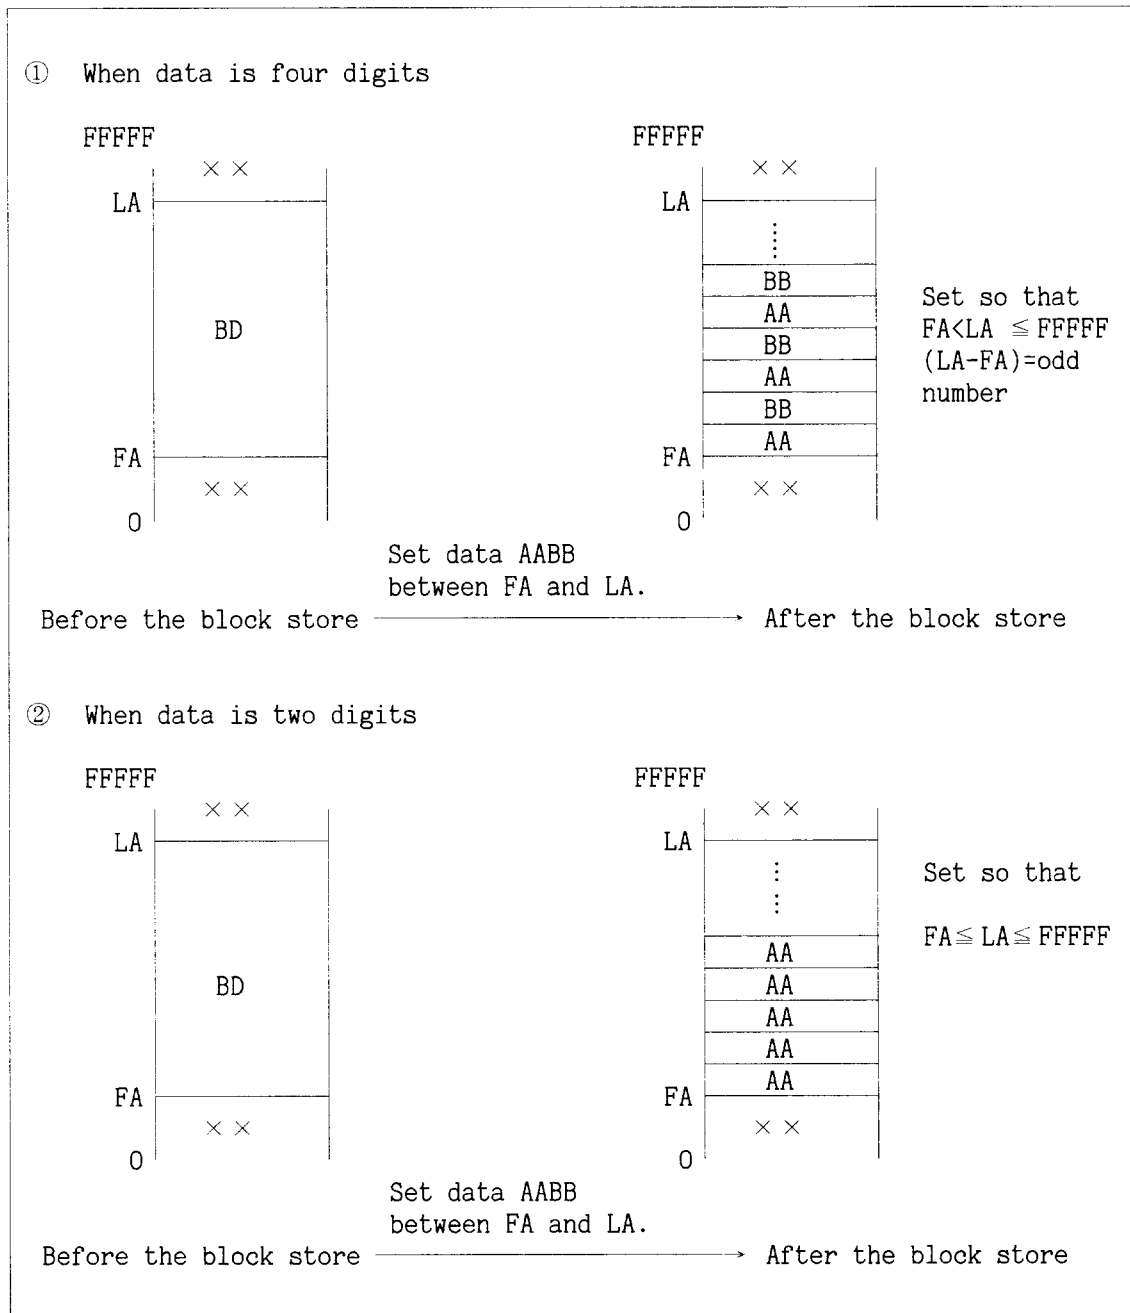 ① When data is four digits
FFFFF
× ×
LA
BD
FA
× ×
0
FFFFF
× ×
LA
BB
AA
BB
AA
BB
AA
FA
× ×
0
Set so that
FA<LA ≦ FFFFF
(LA-FA)=odd
number
Set data AABB
between FA and LA.
Before the block store
After the block store
② When data is two digits
FFFFF
× ×
LA
BD
FA
× ×
0
FFFFF
× ×
LA
AA
AA
AA
AA
AA
FA
× ×
0
Set so that
FA≦ LA≦ FFFFF
Set data AABB
between FA and LA.
Before the block store
After the block store